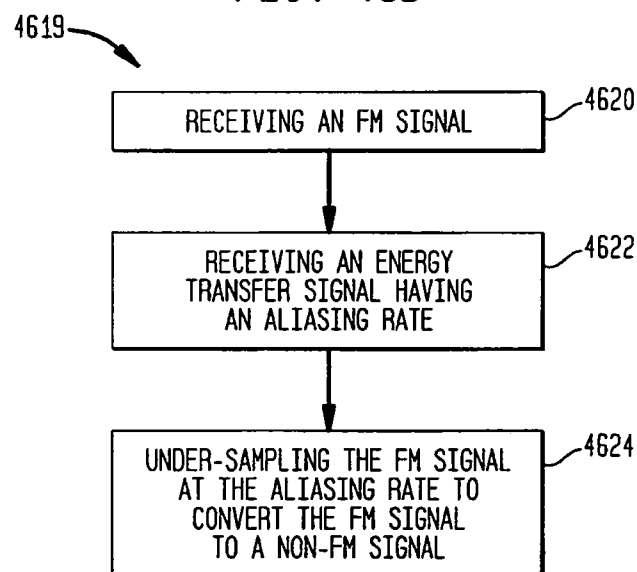 4619
RECEIVING AN FM SIGNAL
4620
RECEIVING AN ENERGY
TRANSFER SIGNAL HAVING
AN ALIASING RATE
4622
UNDER-SAMPLING THE FM SIGNAL
AT THE ALIASING RATE TO
CONVERT THE FM SIGNAL
TO A NON-FM SIGNAL
4624